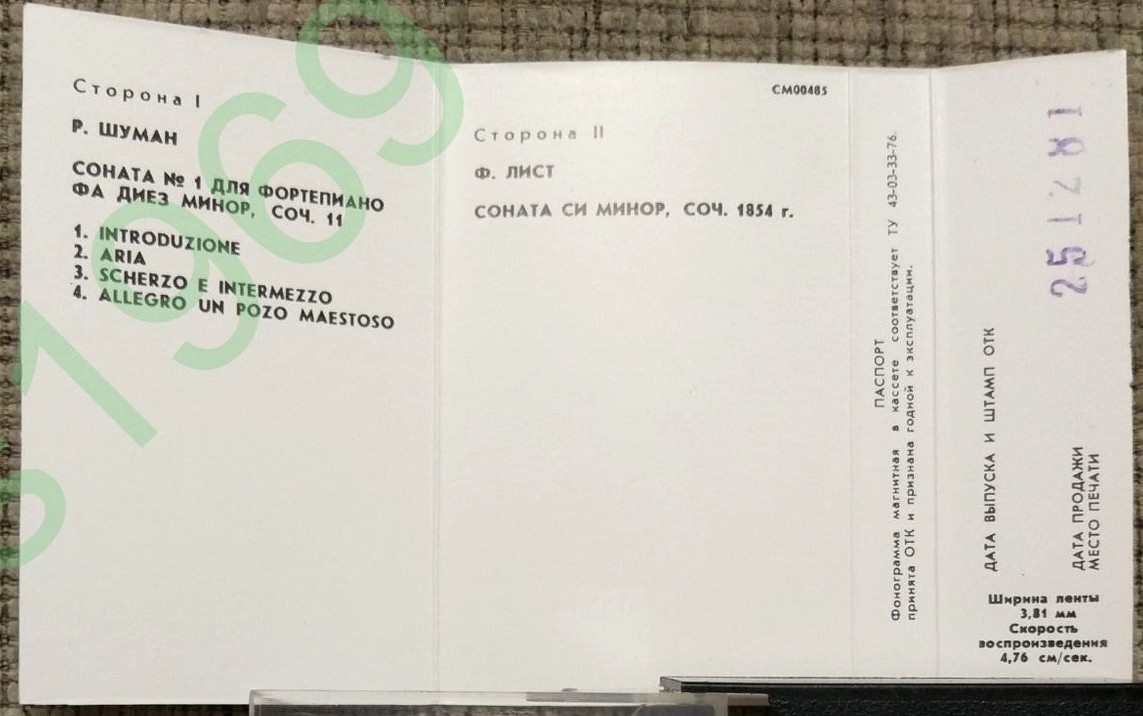 Сторона I
Р. ШУМАН
СОНАТА № 1 ДЛЯ ФОРТЕПИАНО
ФА ДИЕЗ МИНОР, СОЧ. 11
1. INTRODUZIONE
2. ARIA
3. SCHERZO E INTERMEZZO
4. ALLEGRO UN POZO MAESTOSO
СМ00485
Сторона II
Ф. ЛИСТ
СОНАТА СИ МИНОР, СОЧ. 1854 г.
ПАСПОРТ
Фонограмма магнитная в кассете соответствует ТУ 43-03-33-76.
принята ОТК и признана годной к эксплуатации.
ДАТА ВЫПУСКА И ШТАМП ОТК
25 12 81
ДАТА ПРОДАЖИ
МЕСТО ПЕЧАТИ
Ширина ленты
3,81 мм
Скорость
воспроизведения
4,76 см/сек.
1969